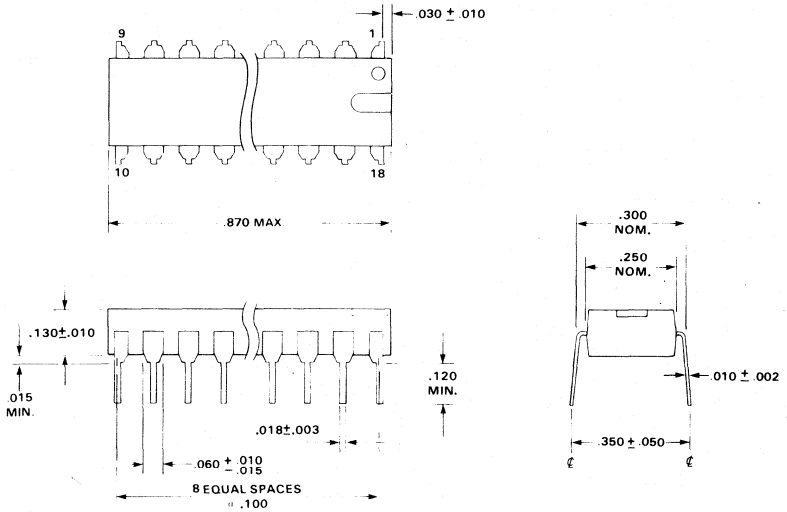 9
1
.030 ± .010
10
18
.870 MAX
.300
NOM.
.250
NOM.
.130±.010
.015
MIN.
.120
MIN.
.010 ± .002
.018±.003
.060 + .010
- .015
.350 ± .050
℄ ℄
8 EQUAL SPACES
.100